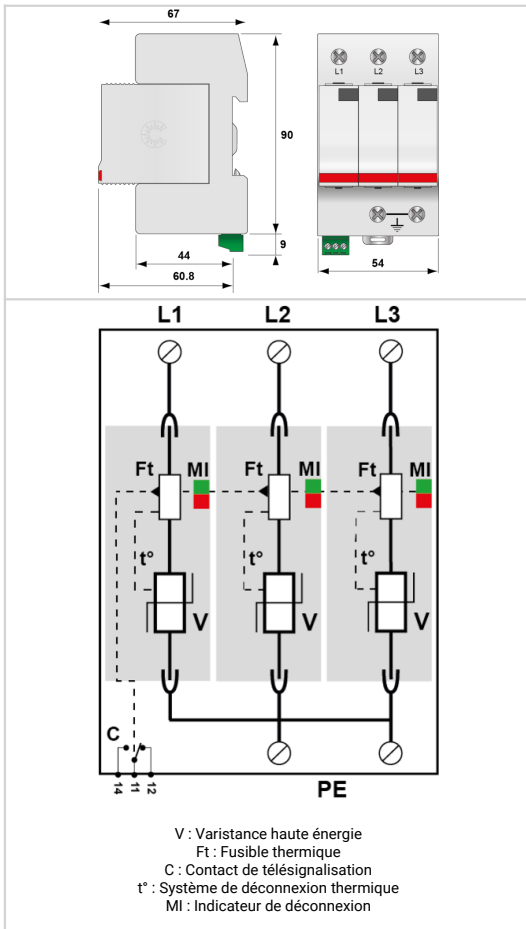 67
L1 L2 L3
90
9
44
60.8
54
L1 L2 L3
Ft MI Ft MI Ft MI
t° t° t°
V V V
C
14 11 12
PE
V : Varistance haute énergie
Ft : Fusible thermique
C : Contact de télésignalisation
t° : Système de déconnexion thermique
MI : Indicateur de déconnexion